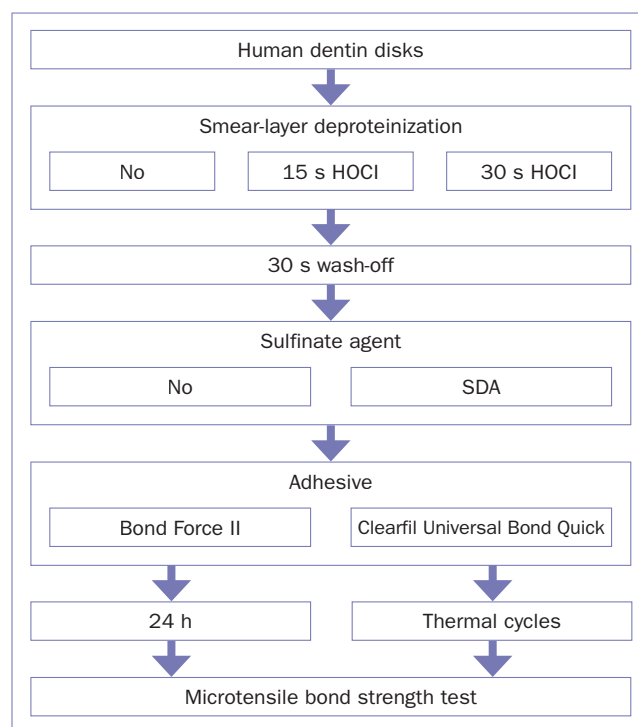 Human dentin disks
Smear-layer deproteinization
No
15 s HOCl
30 s HOCl
30 s wash-off
Sulfinate agent
No
SDA
Adhesive
Bond Force II
Clearfil Universal Bond Quick
24 h
Thermal cycles
Microtensile bond strength test